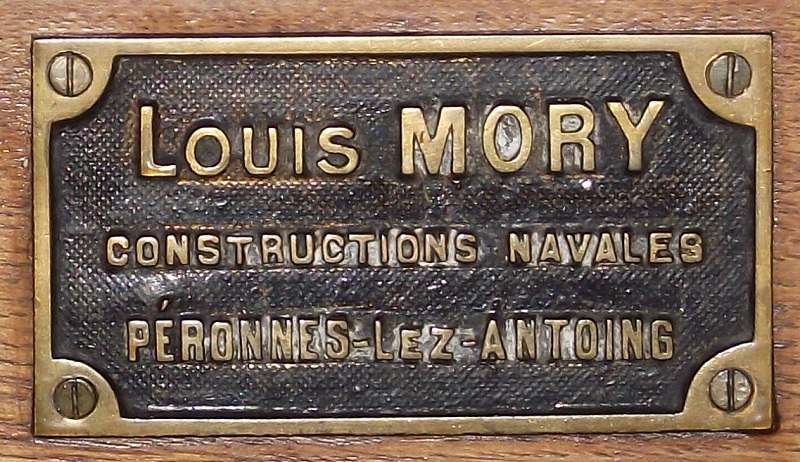 Louis MORY
CONSTRUCTIONS NAVALES
PÉRONNES-LEZ-ANTOING